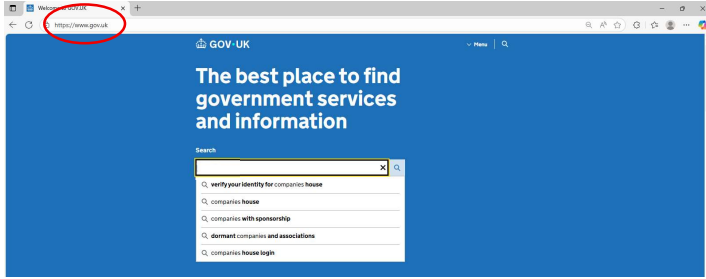 Welcome to GOV.UK
https://www.gov.uk
GOV·UK
Menu
The best place to find
government services
and information
Search
verify your identity for companies house
companies house
companies with sponsorship
dormant companies and associations
companies house login